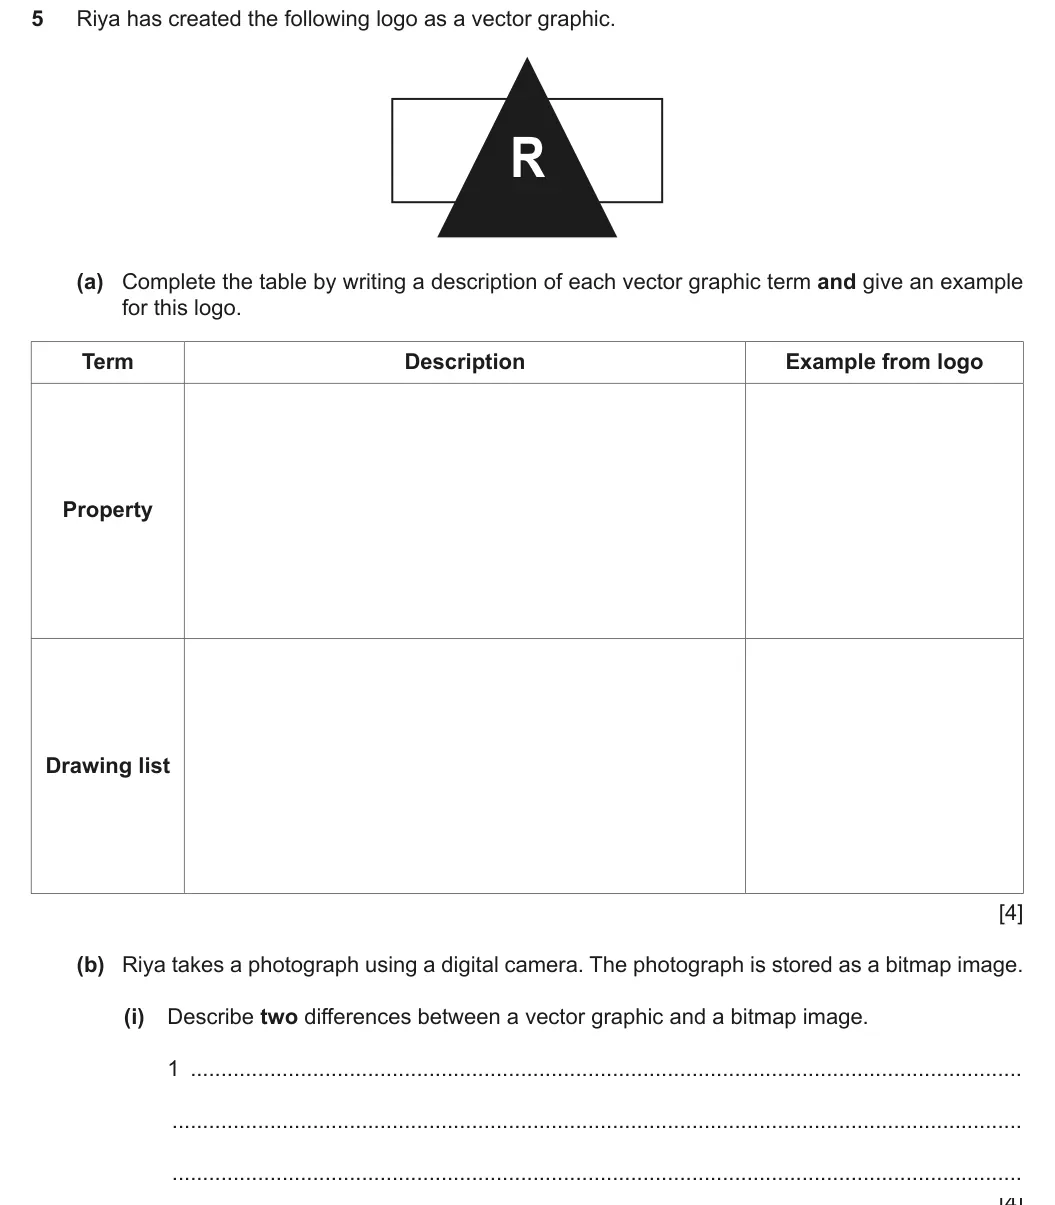 5 Riya has created the following logo as a vector graphic.
R
(a) Complete the table by writing a description of each vector graphic term and give an example
for this logo.
Term Description Example from logo
Property
Drawing list
[4]
(b) Riya takes a photograph using a digital camera. The photograph is stored as a bitmap image.
(i) Describe two differences between a vector graphic and a bitmap image.
1 ........................................................................................................................................
...........................................................................................................................................
...........................................................................................................................................
[4]